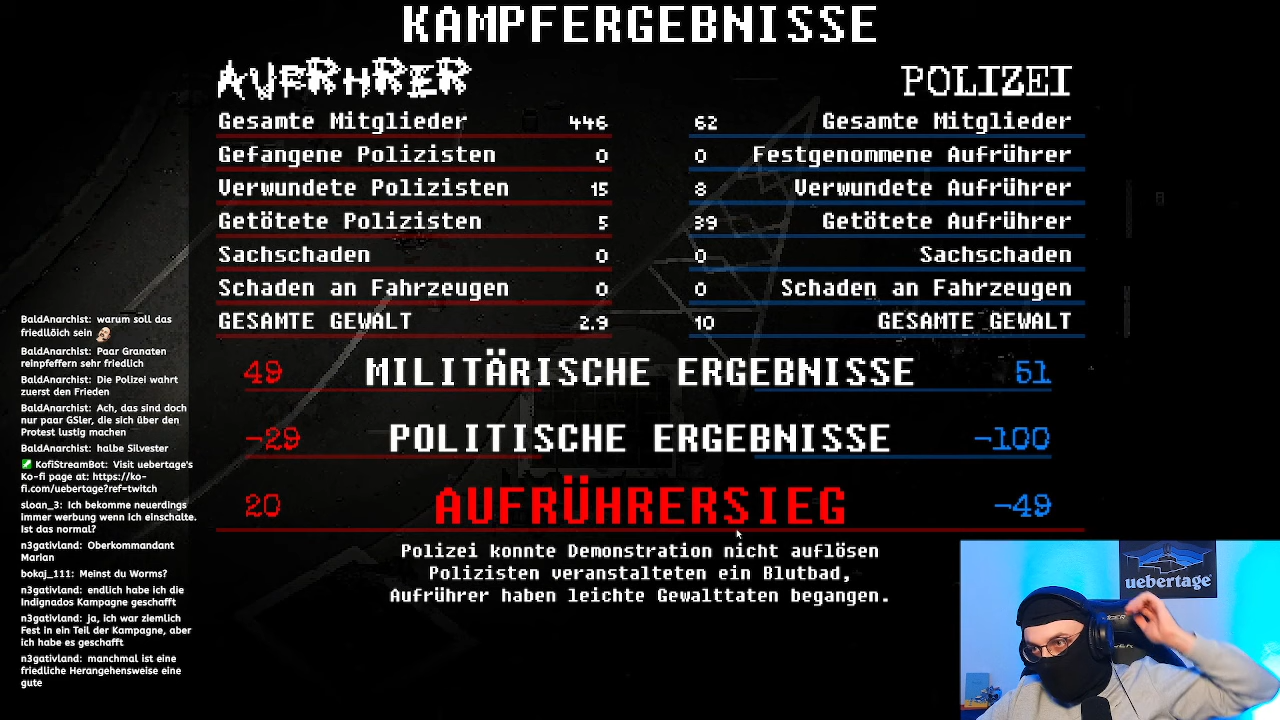 KAMPFERGEBNISSE
AUFRHRER
POLIZEI
Gesamte Mitglieder 446
62 Gesamte Mitglieder
Gefangene Polizisten 0
0 Festgenommene Aufrührer
Verwundete Polizisten 15
8 Verwundete Aufrührer
Getötete Polizisten 5
39 Getötete Aufrührer
Sachschaden 0
0 Sachschaden
Schaden an Fahrzeugen 0
0 Schaden an Fahrzeugen
GESAMTE GEWALT 2.9
10 GESAMTE GEWALT
49 MILITÄRISCHE ERGEBNISSE 51
-29 POLITISCHE ERGEBNISSE -100
20 AUFRÜHRERSIEG -49
Polizei konnte Demonstration nicht auflösen
Polizisten veranstalteten ein Blutbad,
Aufrührer haben leichte Gewalttaten begangen.
BaldAnarchist: warum soll das
friedllöich sein
BaldAnarchist: Paar Granaten
reinpfeffern sehr friedlich
BaldAnarchist: Die Polizei wahrt
zuerst den Frieden
BaldAnarchist: Ach, das sind doch
nur paar GSler, die sich über den
Protest lustig machen
BaldAnarchist: halbe Silvester
KofiStreamBot: Visit uebertage's
Ko-fi page at: https://ko-
fi.com/uebertage?ref=twitch
sloan_3: Ich bekomme neuerdings
immer werbung wenn ich einschalte.
Ist das normal?
n3gativland: Oberkommandant
Marian
bokaj_111: Meinst du Worms?
n3gativland: endlich habe ich die
Indignados Kampagne geschafft
n3gativland: ja, ich war ziemlich
Fest in ein Teil der Kampagne, aber
ich habe es geschafft
n3gativland: manchmal ist eine
friedliche Herangehensweise eine
gute
uebertage